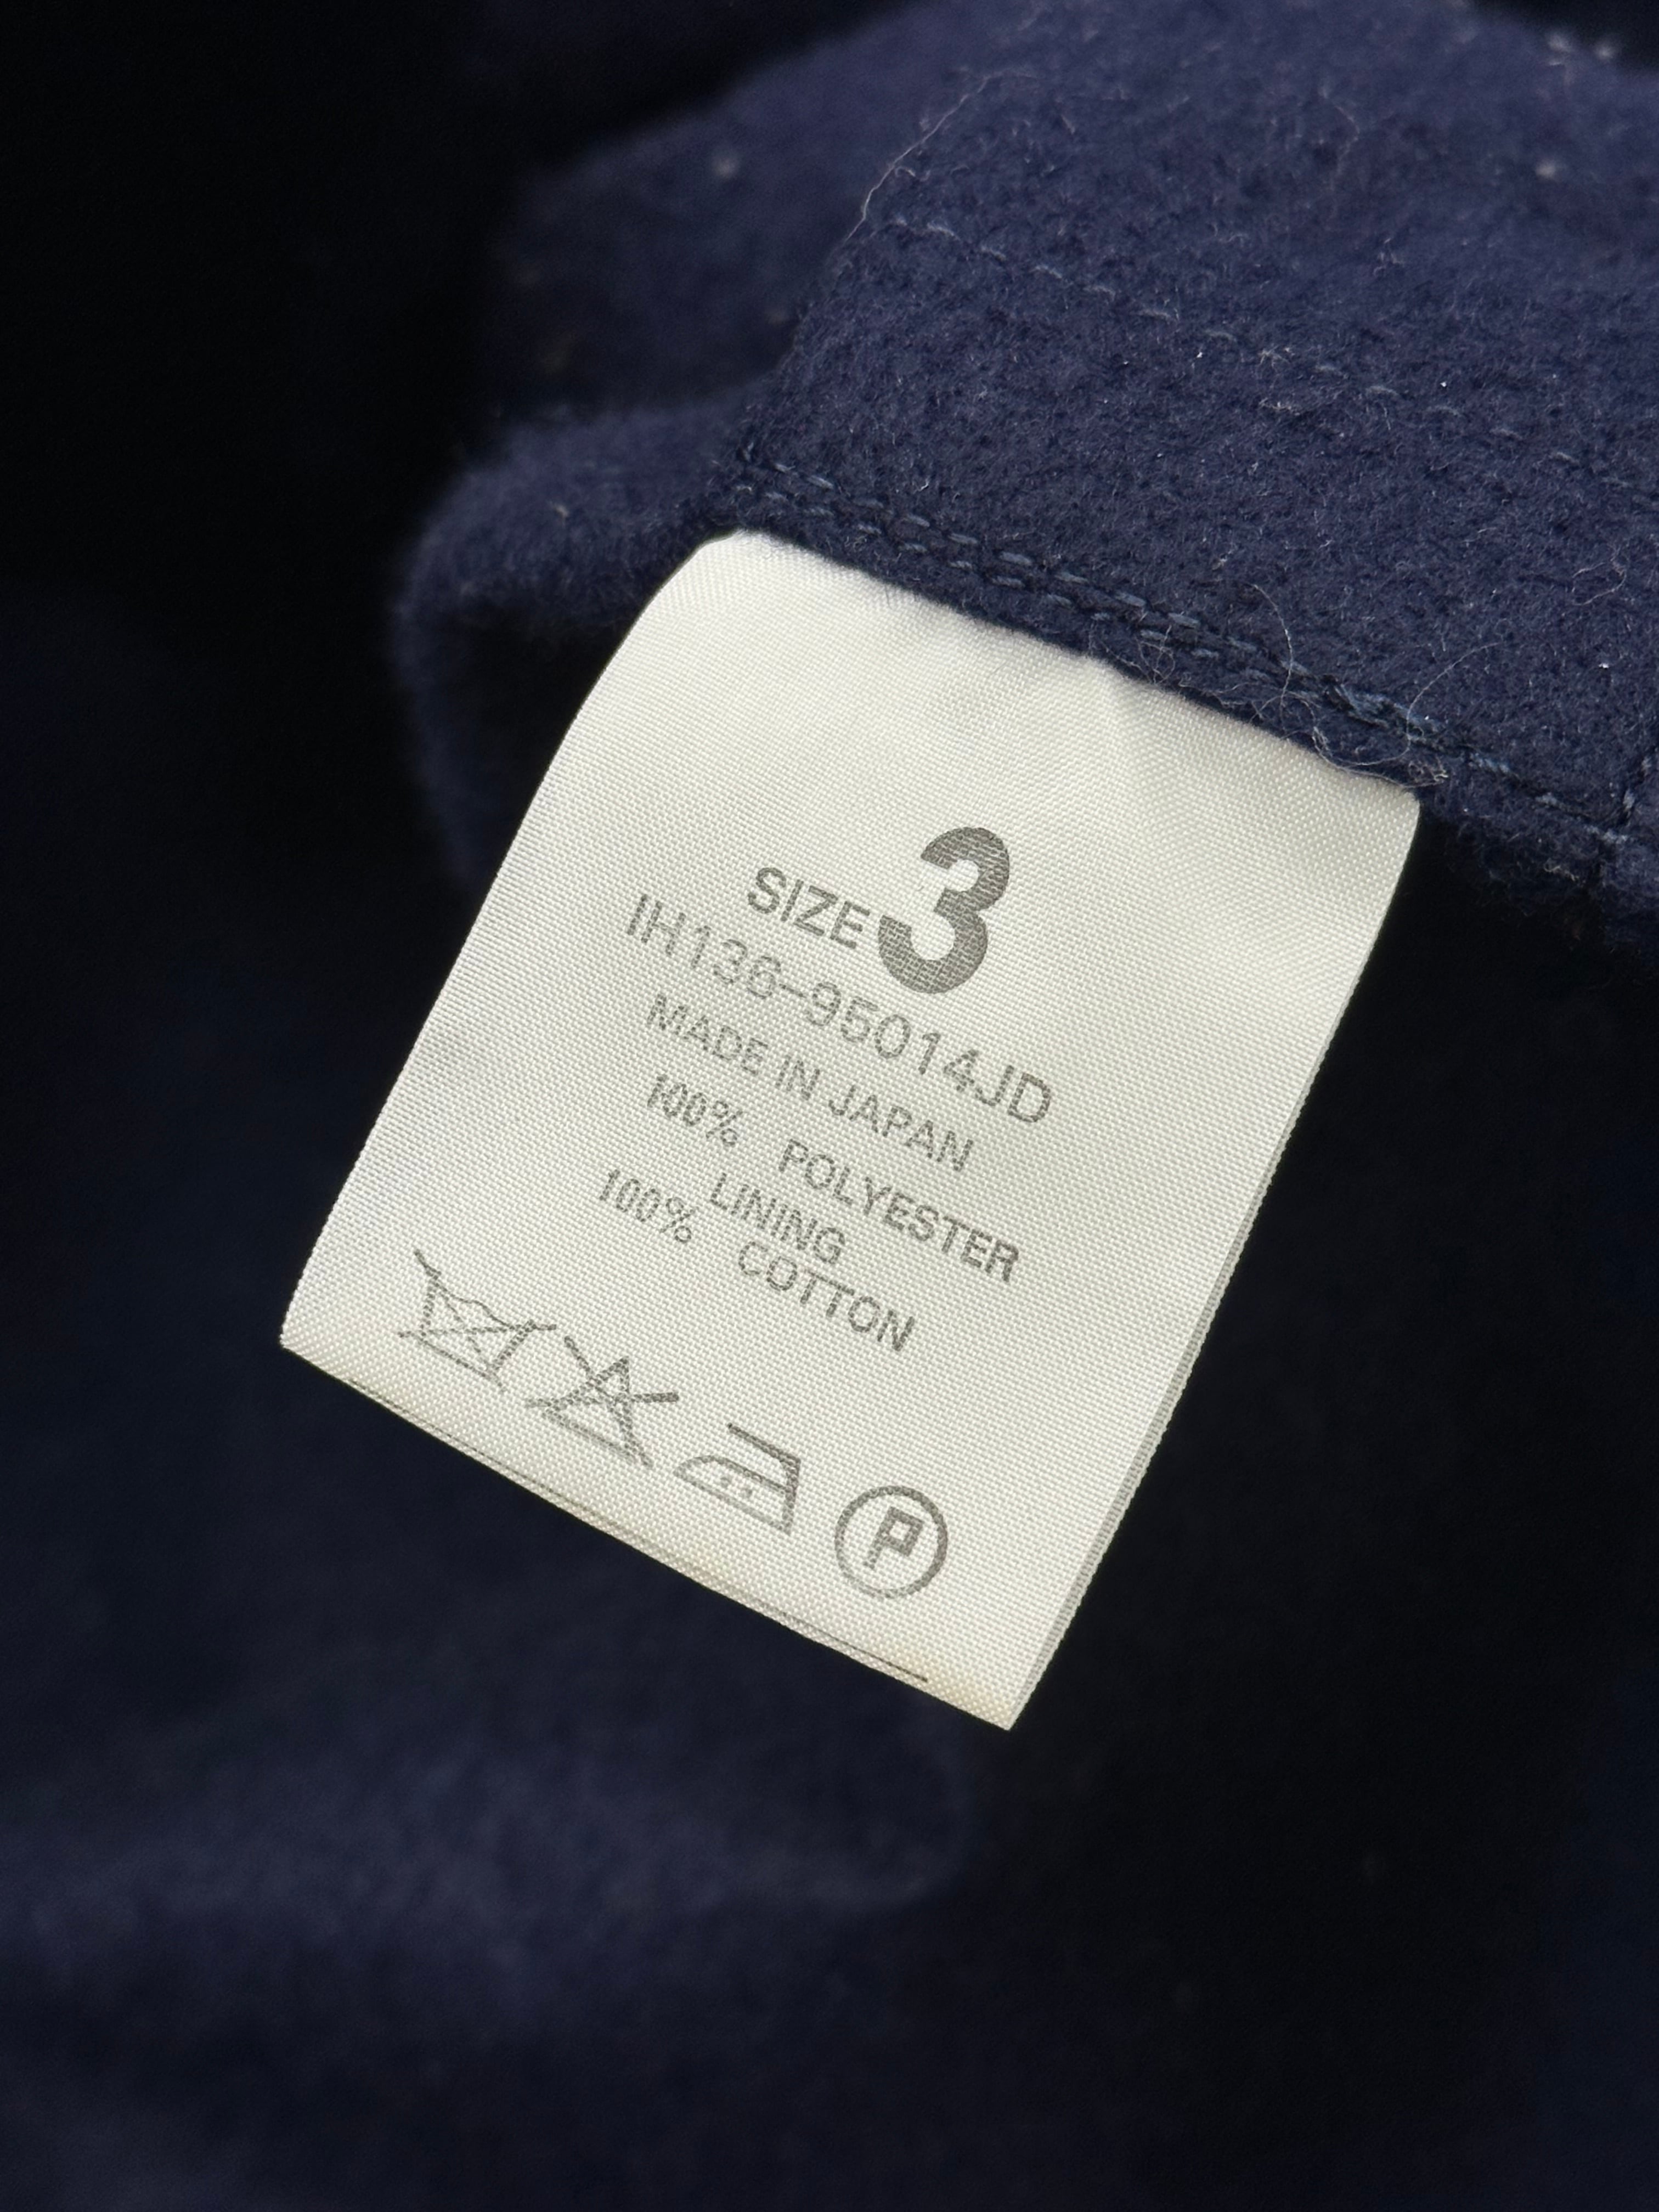 SIZE 3
IH136-95014JD
MADE IN JAPAN
100% POLYESTER
LINING
100% COTTON
P